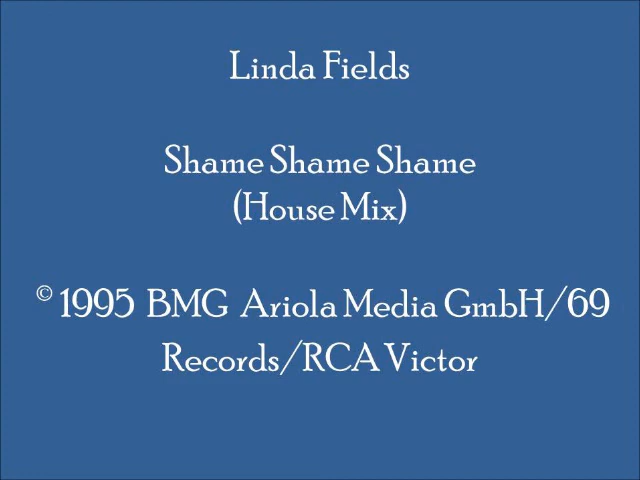 Linda Fields
Shame Shame Shame
(House Mix)
© 1995 BMG Ariola Media GmbH/69
Records/RCA Victor